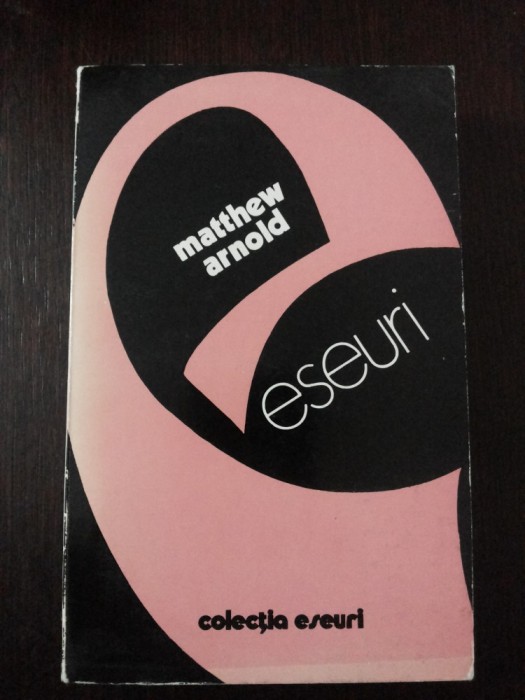 matthew
arnold
eseuri
colecția eseuri